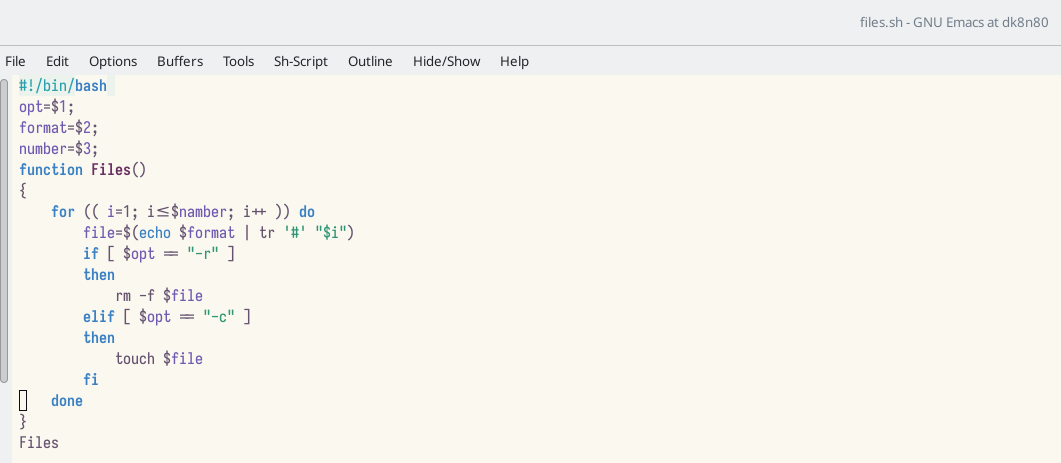 files.sh - GNU Emacs at dk8n80
File Edit Options Buffers Tools Sh-Script Outline Hide/Show Help
#!/bin/bash
opt=$1;
format=$2;
number=$3;
function Files()
{
    for (( i=1; i<=$namber; i++ )) do
        file=$(echo $format | tr '#' "$i")
        if [ $opt == "-r" ]
        then
            rm -f $file
        elif [ $opt == "-c" ]
        then
            touch $file
        fi
    done
}
Files